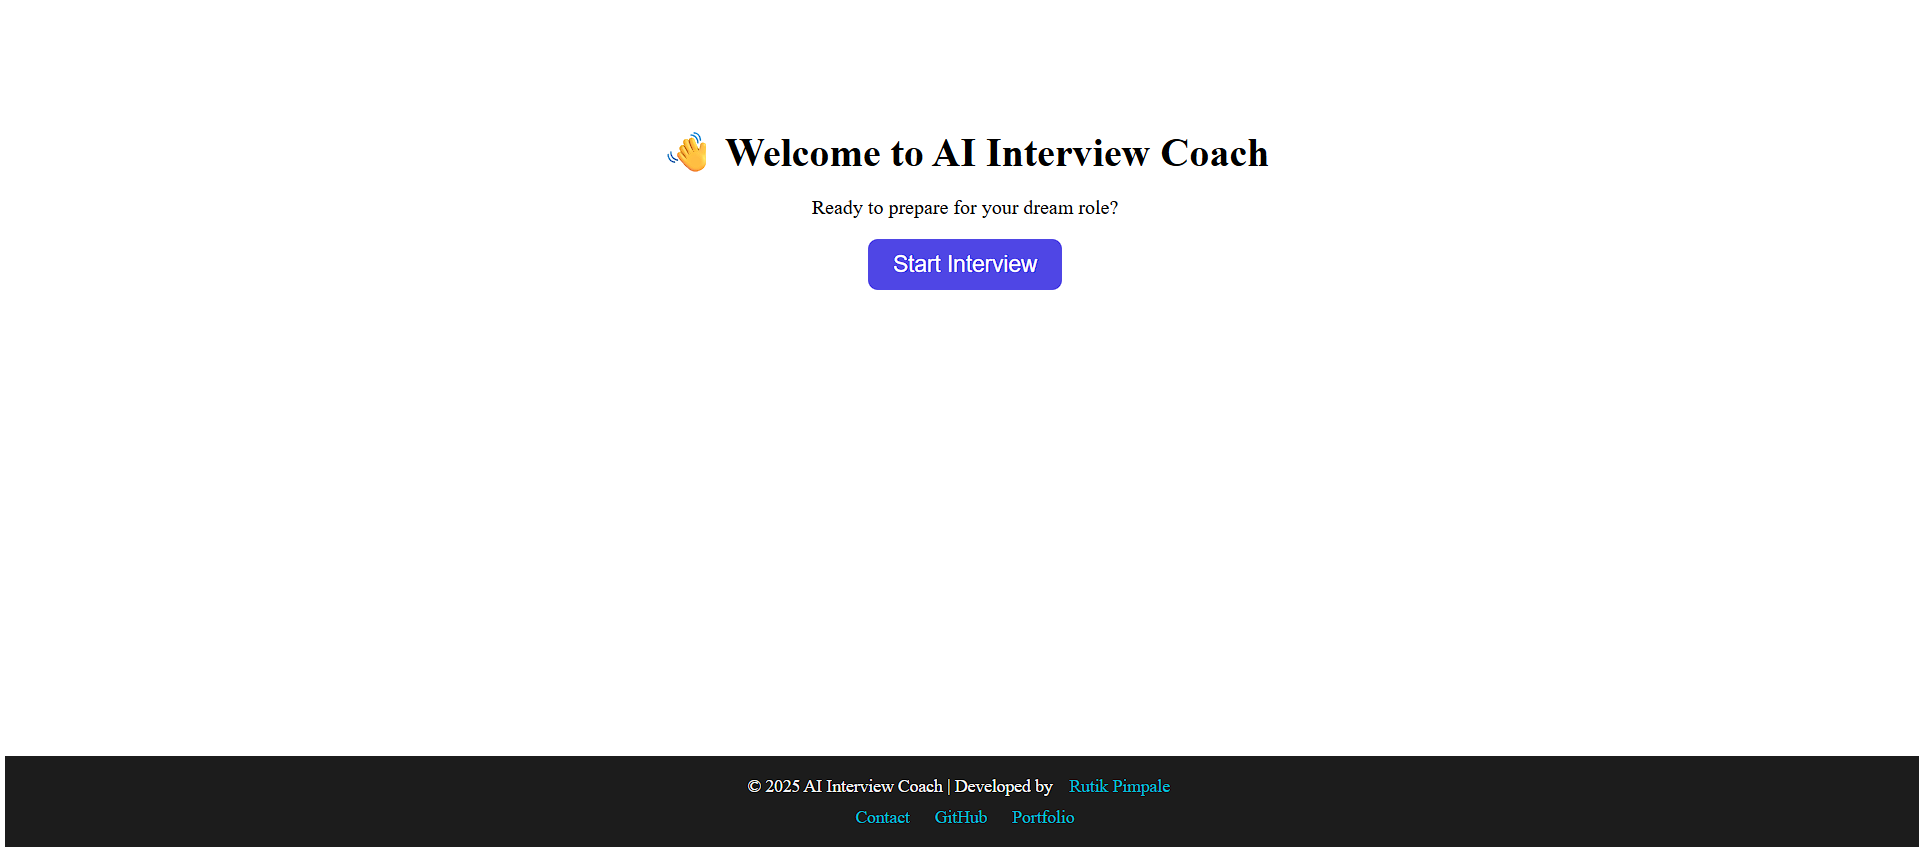 👋 Welcome to AI Interview Coach
Ready to prepare for your dream role?
Start Interview
© 2025 AI Interview Coach | Developed by Rutik Pimpale
Contact GitHub Portfolio